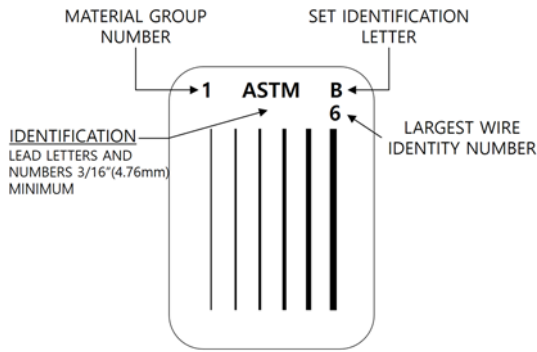 MATERIAL GROUP
NUMBER
SET IDENTIFICATION
LETTER
1 ASTM B
6
IDENTIFICATION
LEAD LETTERS AND
NUMBERS 3/16"(4.76mm)
MINIMUM
LARGEST WIRE
IDENTITY NUMBER